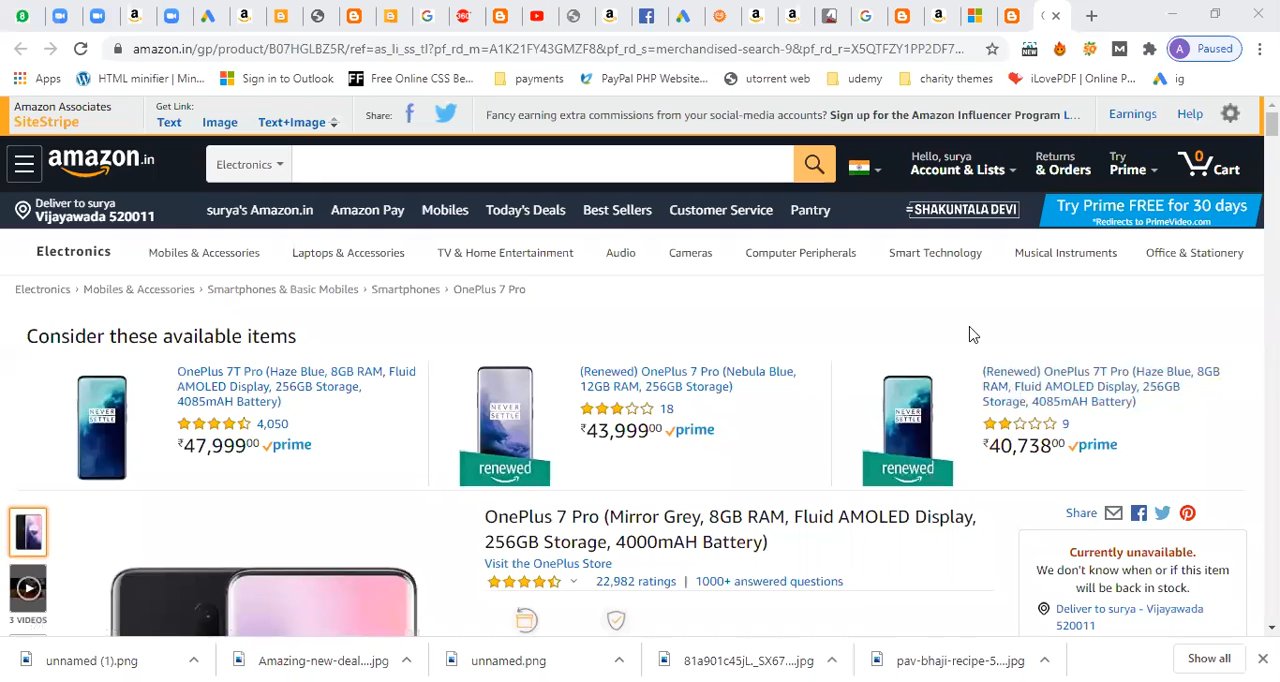 amazon.in/gp/product/B07HGLBZ5R/ref=as_li_ss_tl?pf_rd_m=A1K21FY43GMZF8&pf_rd_s=merchandised-search-9&pf_rd_r=X5QTFZY1PP2DF7...
A Paused
Apps HTML minifier | Min... Sign in to Outlook FF Free Online CSS Be... payments PayPal PHP Website... utorrent web udemy charity themes iLovePDF | Online P... ig
Amazon Associates
SiteStripe
Get Link:
Text Image Text+Image
Share:
Fancy earning extra commissions from your social-media accounts? Sign up for the Amazon Influencer Program L...
Earnings Help
amazon.in
Electronics
Hello, surya
Account & Lists
Returns
& Orders
Try
Prime
0
Cart
Deliver to surya
Vijayawada 520011
surya's Amazon.in Amazon Pay Mobiles Today's Deals Best Sellers Customer Service Pantry
SHAKUNTALA DEVI
Try Prime FREE for 30 days
*Redirects to PrimeVideo.com
Electronics Mobiles & Accessories Laptops & Accessories TV & Home Entertainment Audio Cameras Computer Peripherals Smart Technology Musical Instruments Office & Stationery
Electronics › Mobiles & Accessories › Smartphones & Basic Mobiles › Smartphones › OnePlus 7 Pro
Consider these available items
NEVER
SETTLE
OnePlus 7T Pro (Haze Blue, 8GB RAM, Fluid
AMOLED Display, 256GB Storage,
4085mAH Battery)
4,050
₹47,99900 prime
NEVER
SETTLE
renewed
(Renewed) OnePlus 7 Pro (Nebula Blue,
12GB RAM, 256GB Storage)
18
₹43,99900 prime
NEVER
SETTLE
renewed
(Renewed) OnePlus 7T Pro (Haze Blue, 8GB
RAM, Fluid AMOLED Display, 256GB
Storage, 4085mAH Battery)
9
₹40,73800 prime
3 VIDEOS
OnePlus 7 Pro (Mirror Grey, 8GB RAM, Fluid AMOLED Display,
256GB Storage, 4000mAH Battery)
Visit the OnePlus Store
22,982 ratings | 1000+ answered questions
Share
Currently unavailable.
We don't know when or if this item
will be back in stock.
Deliver to surya - Vijayawada
520011
unnamed (1).png Amazing-new-deal....jpg unnamed.png 81a901c45jL._SX67....jpg pav-bhaji-recipe-5....jpg Show all